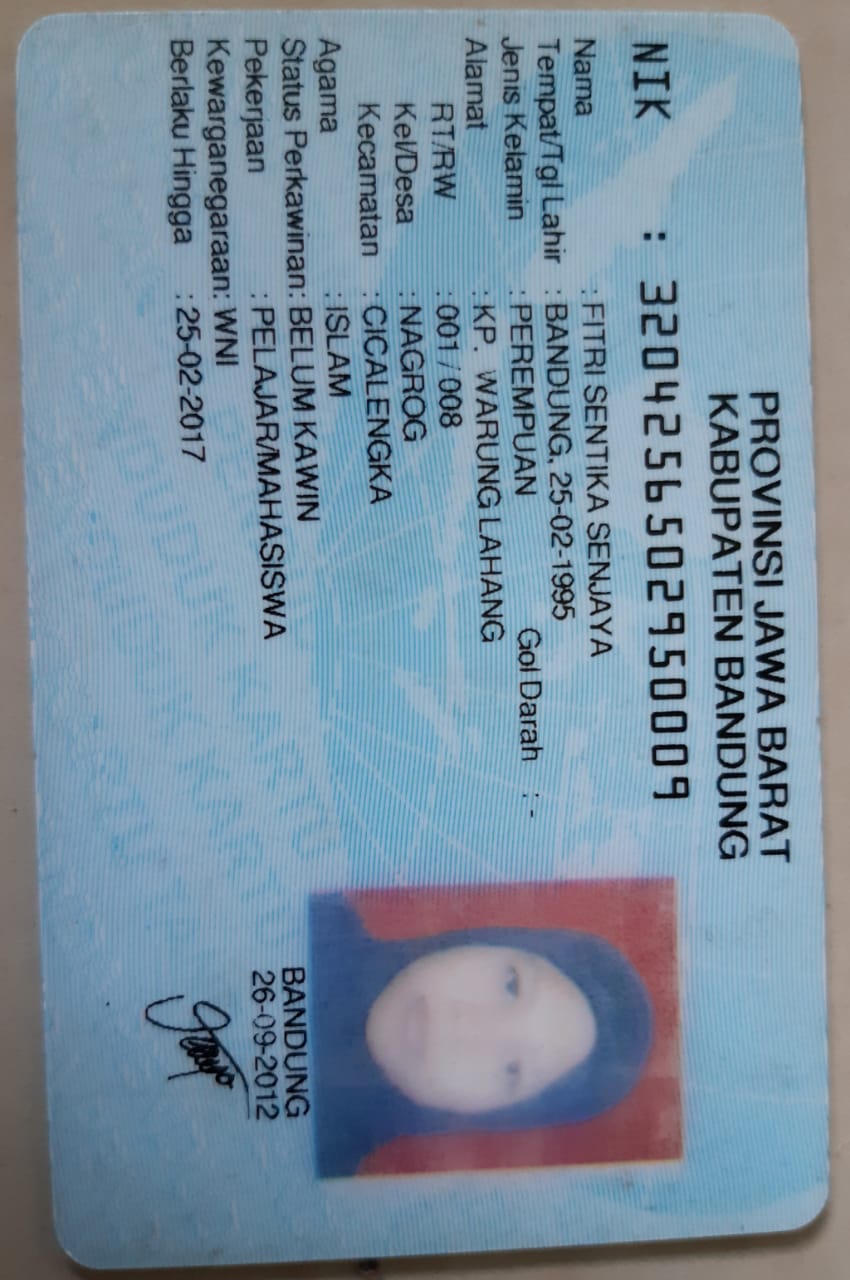 PROVINSI JAWA BARAT
KABUPATEN BANDUNG
NIK : 3204256502950009
Nama : FITRI SENTIKA SENJAYA
Tempat/Tgl Lahir : BANDUNG, 25-02-1995
Jenis Kelamin : PEREMPUAN Gol Darah : -
Alamat : KP. WARUNG LAHANG
RT/RW : 001 / 008
Kel/Desa : NAGROG
Kecamatan : CICALENGKA
Agama : ISLAM
Status Perkawinan: BELUM KAWIN
Pekerjaan : PELAJAR/MAHASISWA
Kewarganegaraan: WNI
Berlaku Hingga : 25-02-2017
BANDUNG
26-09-2012